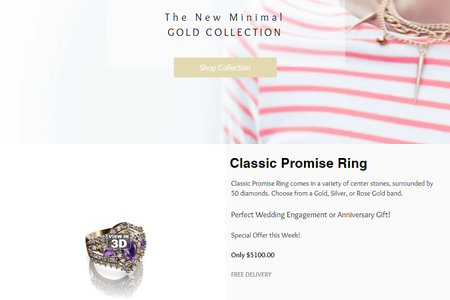 The New Minimal
GOLD COLLECTION
Shop Collection
Classic Promise Ring
Classic Promise Ring comes in a variety of center stones, surrounded by
50 diamonds. Choose from a Gold, Silver, or Rose Gold band.
Perfect Wedding Engagement or Anniversary Gift!
Special Offer this Week!
Only $5100.00
FREE DELIVERY
VIEW IN
3D